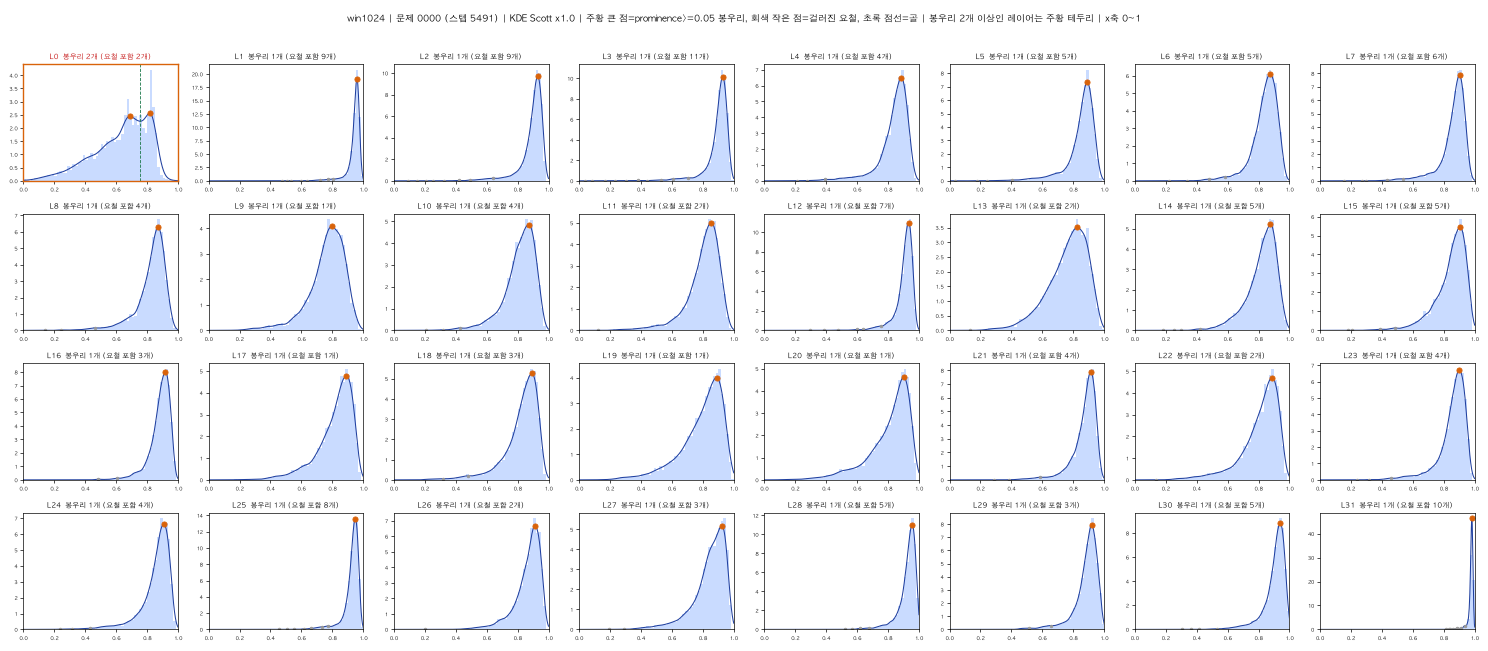 win1024 | 문제 0000 (스텝 5491) | KDE Scott x1.0 | 주황 큰 점=prominence>=0.05 봉우리, 회색 작은 점=걸러진 요철, 초록 점선=골 | 봉우리 2개 이상인 레이어는 주황 테두리 | x축 0~1
L0 봉우리 2개 (요철 포함 2개)
L1 봉우리 1개 (요철 포함 9개)
L2 봉우리 1개 (요철 포함 9개)
L3 봉우리 1개 (요철 포함 11개)
L4 봉우리 1개 (요철 포함 4개)
L5 봉우리 1개 (요철 포함 5개)
L6 봉우리 1개 (요철 포함 5개)
L7 봉우리 1개 (요철 포함 6개)
L8 봉우리 1개 (요철 포함 4개)
L9 봉우리 1개 (요철 포함 1개)
L10 봉우리 1개 (요철 포함 4개)
L11 봉우리 1개 (요철 포함 2개)
L12 봉우리 1개 (요철 포함 7개)
L13 봉우리 1개 (요철 포함 2개)
L14 봉우리 1개 (요철 포함 5개)
L15 봉우리 1개 (요철 포함 5개)
L16 봉우리 1개 (요철 포함 3개)
L17 봉우리 1개 (요철 포함 1개)
L18 봉우리 1개 (요철 포함 3개)
L19 봉우리 1개 (요철 포함 1개)
L20 봉우리 1개 (요철 포함 1개)
L21 봉우리 1개 (요철 포함 4개)
L22 봉우리 1개 (요철 포함 2개)
L23 봉우리 1개 (요철 포함 4개)
L24 봉우리 1개 (요철 포함 4개)
L25 봉우리 1개 (요철 포함 8개)
L26 봉우리 1개 (요철 포함 2개)
L27 봉우리 1개 (요철 포함 3개)
L28 봉우리 1개 (요철 포함 5개)
L29 봉우리 1개 (요철 포함 3개)
L30 봉우리 1개 (요철 포함 5개)
L31 봉우리 1개 (요철 포함 10개)